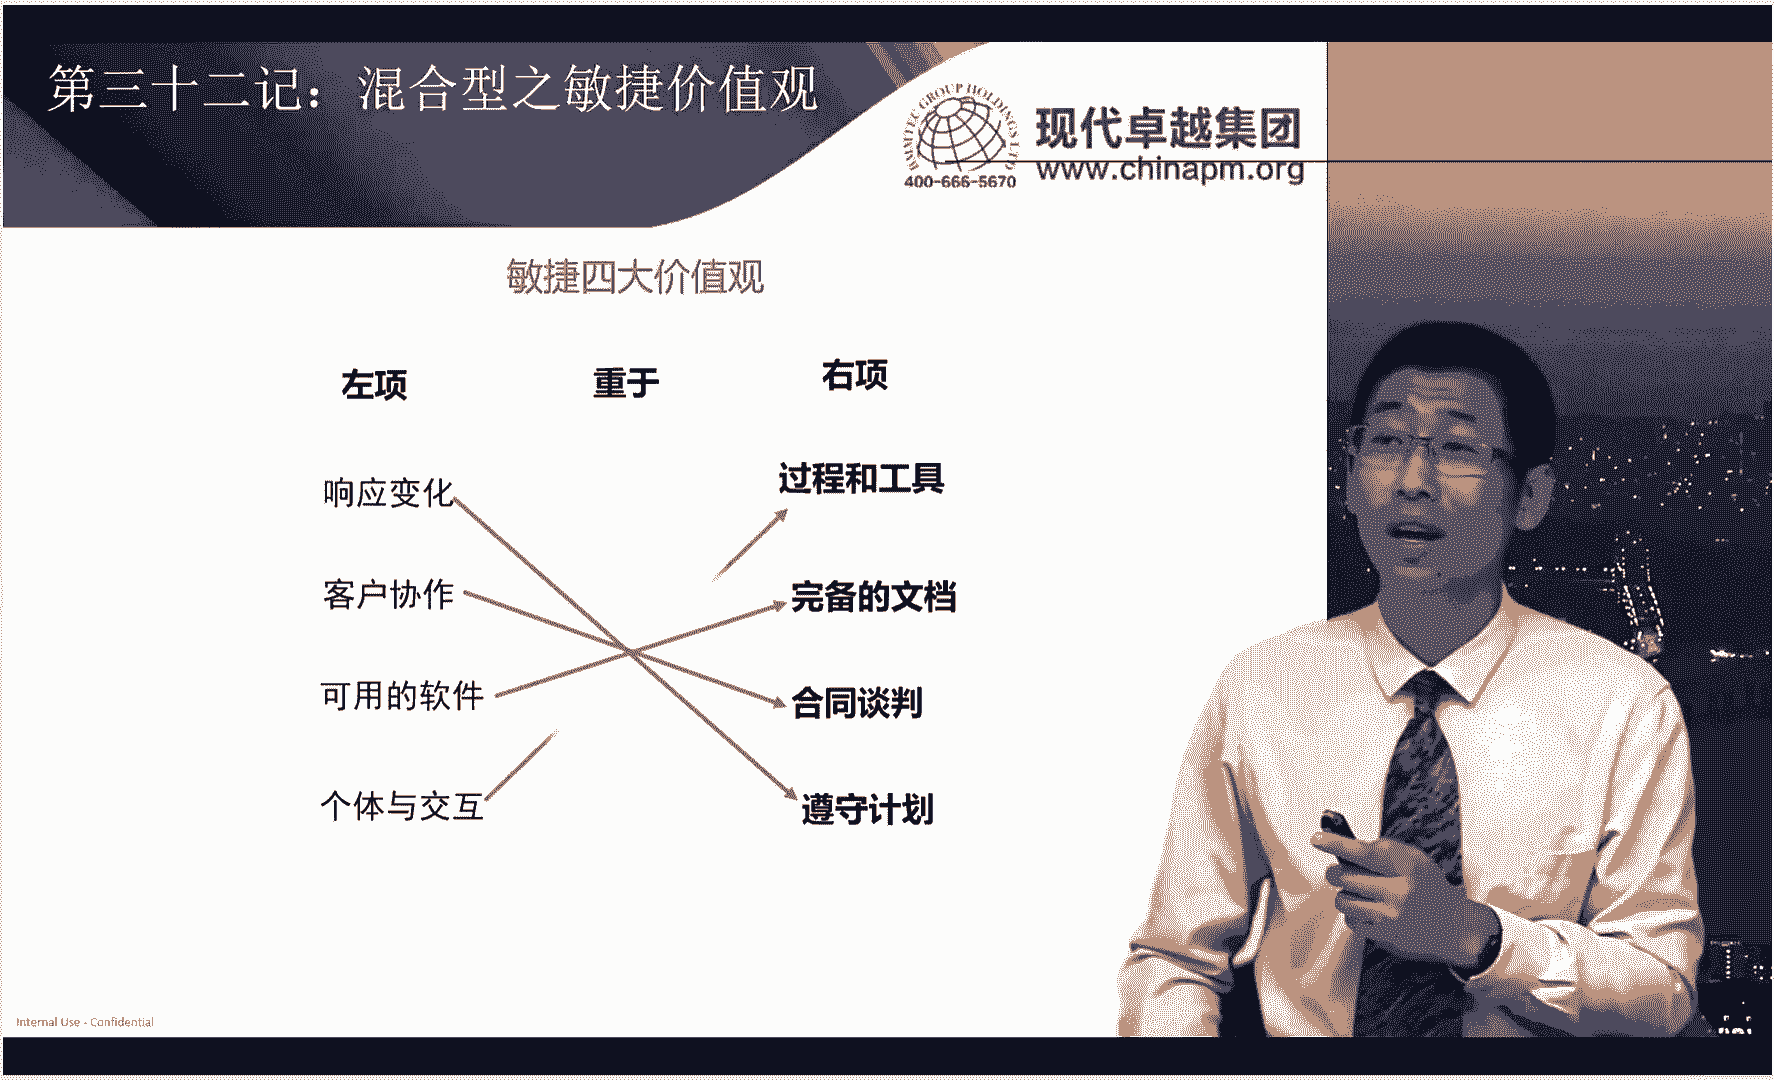 第三十二记：混合型之敏捷价值观
HMMITEC GROUP HOLDINGS LTD
400-666-5670
现代卓越集团
www.chinapm.org
敏捷四大价值观
左项 重于 右项
响应变化 过程和工具
客户协作 完备的文档
可用的软件 合同谈判
个体与交互 遵守计划
Internal Use - Confidential